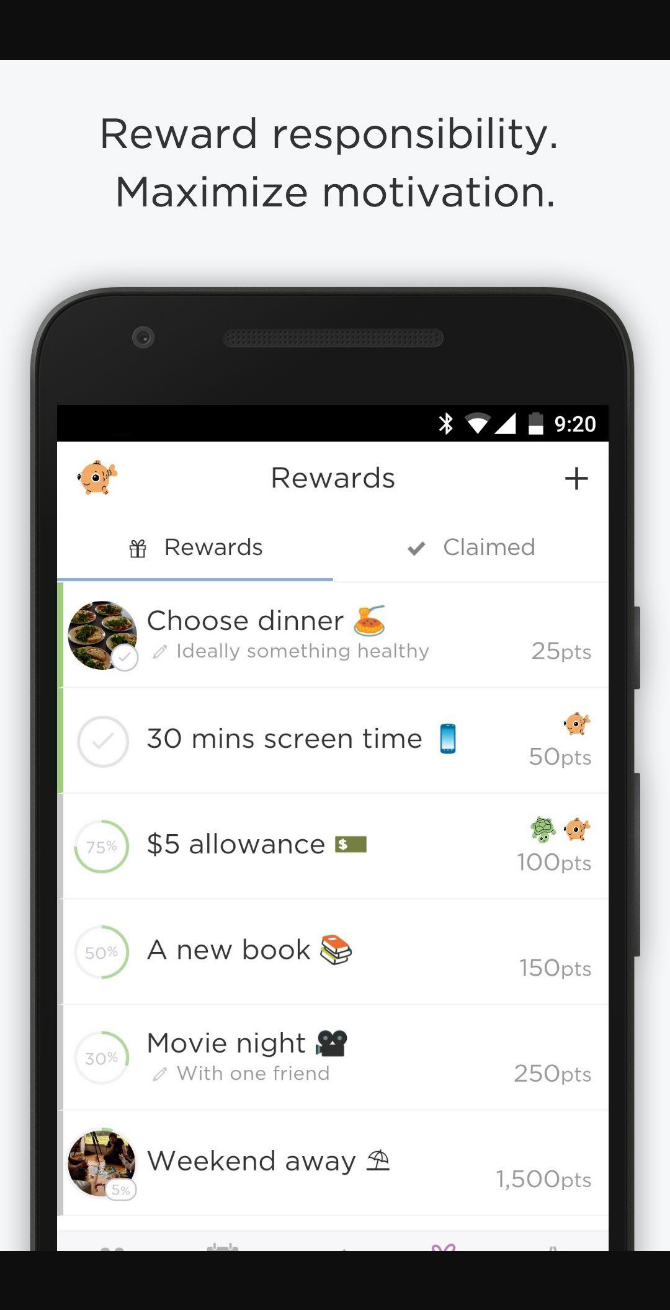 Reward responsibility.
Maximize motivation.
9:20
Rewards
Rewards
Claimed
Choose dinner
Ideally something healthy
25pts
30 mins screen time
50pts
75%
$5 allowance
100pts
50%
A new book
150pts
30%
Movie night
With one friend
250pts
Weekend away
5%
1,500pts